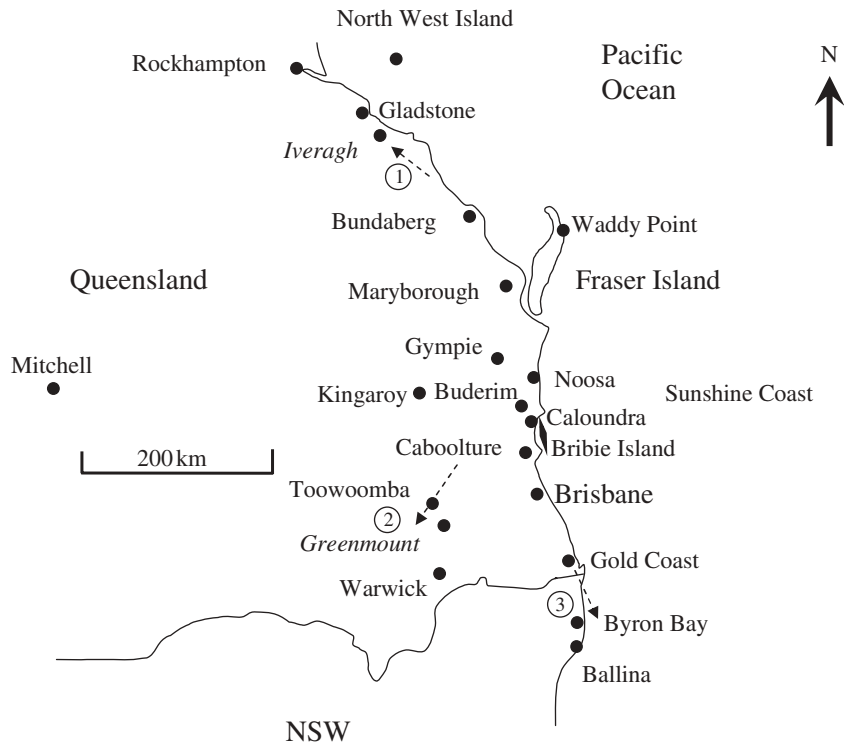 North West Island
Pacific
Ocean
N
Rockhampton
Gladstone
Iveragh
1
Bundaberg
Waddy Point
Queensland
Fraser Island
Maryborough
Gympie
Mitchell
Noosa
Kingaroy
Buderim
Sunshine Coast
Caloundra
Caboolture
Bribie Island
200 km
Toowoomba
Brisbane
2
Greenmount
Gold Coast
Warwick
3
Byron Bay
Ballina
NSW